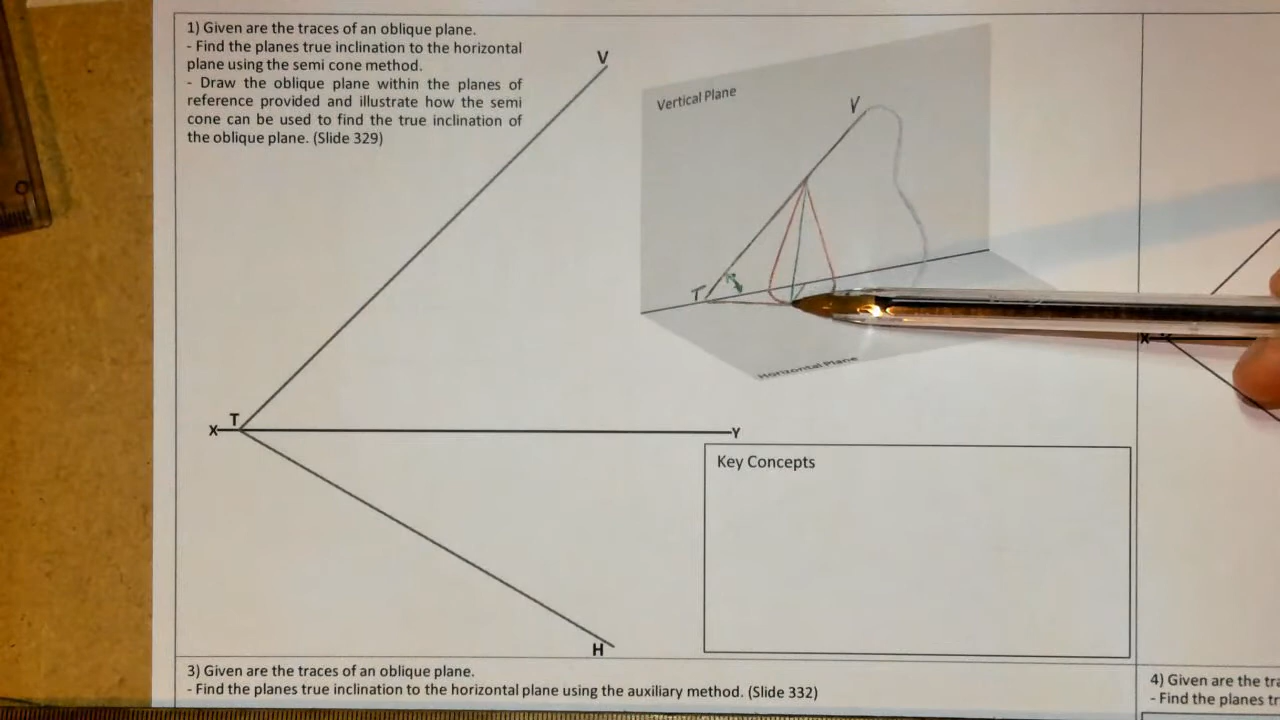 1) Given are the traces of an oblique plane.
- Find the planes true inclination to the horizontal
plane using the semi cone method.
- Draw the oblique plane within the planes of
reference provided and illustrate how the semi
cone can be used to find the true inclination of
the oblique plane. (Slide 329)
V
Vertical Plane
V
T
Horizontal Plane
X
T
X
Y
Key Concepts
H
3) Given are the traces of an oblique plane.
- Find the planes true inclination to the horizontal plane using the auxiliary method. (Slide 332)
4) Given are the tra
- Find the planes tr